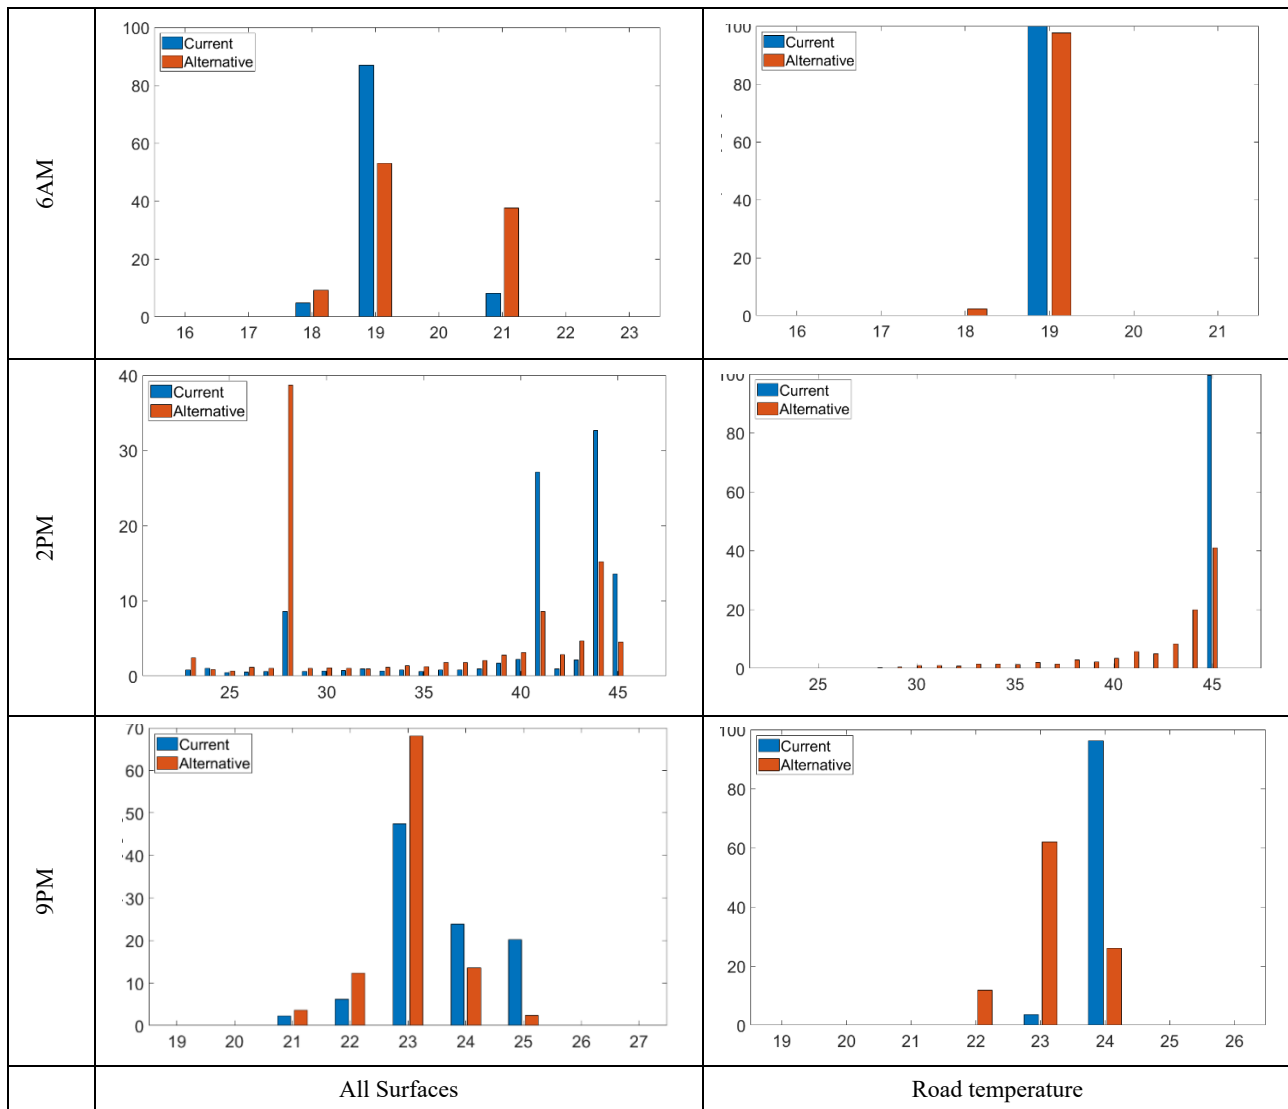 6AM
100
80
60
40
20
0
Current
Alternative
16 17 18 19 20 21 22 23
100
80
60
40
20
0
Current
Alternative
16 17 18 19 20 21
2PM
40
30
20
10
0
Current
Alternative
25 30 35 40 45
100
80
60
40
20
0
Current
Alternative
25 30 35 40 45
9PM
70
60
50
40
30
20
10
0
Current
Alternative
19 20 21 22 23 24 25 26 27
100
80
60
40
20
0
Current
Alternative
19 20 21 22 23 24 25 26
All Surfaces
Road temperature